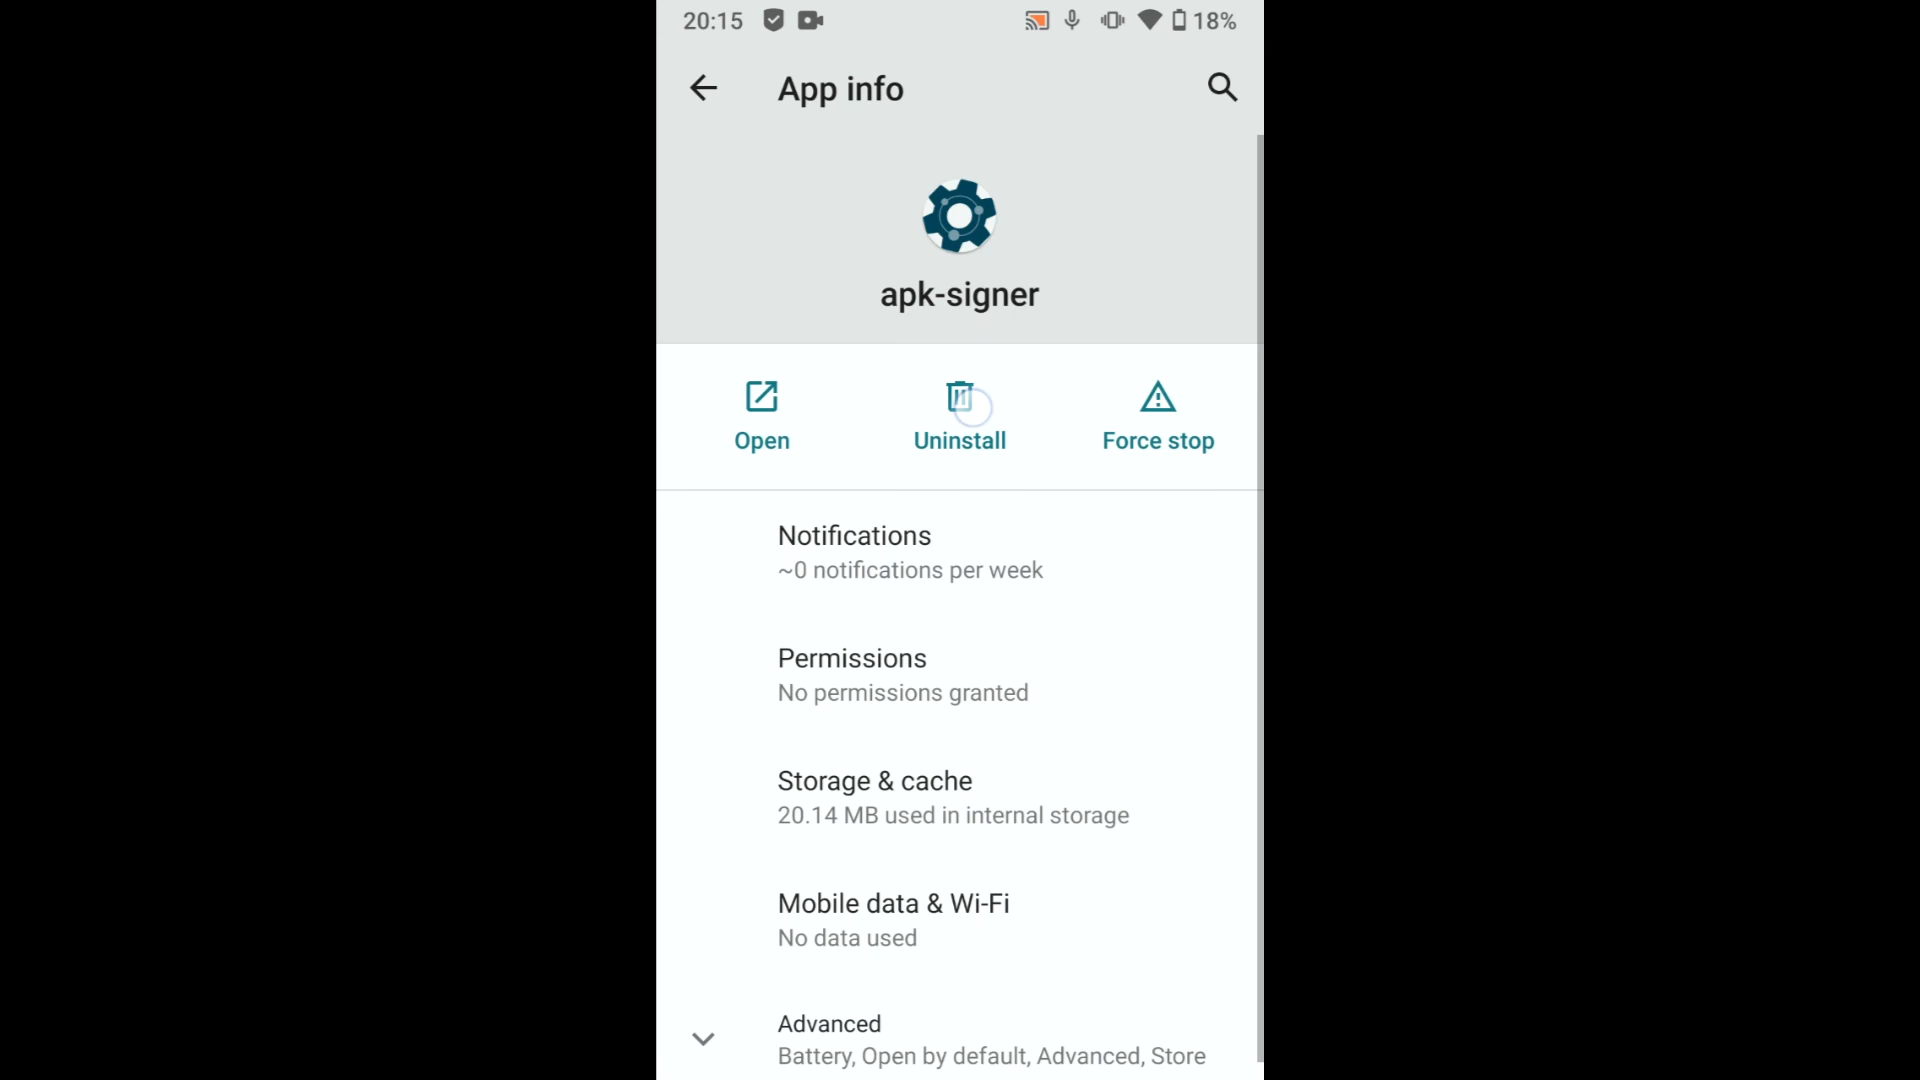 20:15
18%
App info
apk-signer
Open
Uninstall
Force stop
Notifications
~0 notifications per week
Permissions
No permissions granted
Storage & cache
20.14 MB used in internal storage
Mobile data & Wi-Fi
No data used
Advanced
Battery, Open by default, Advanced, Store